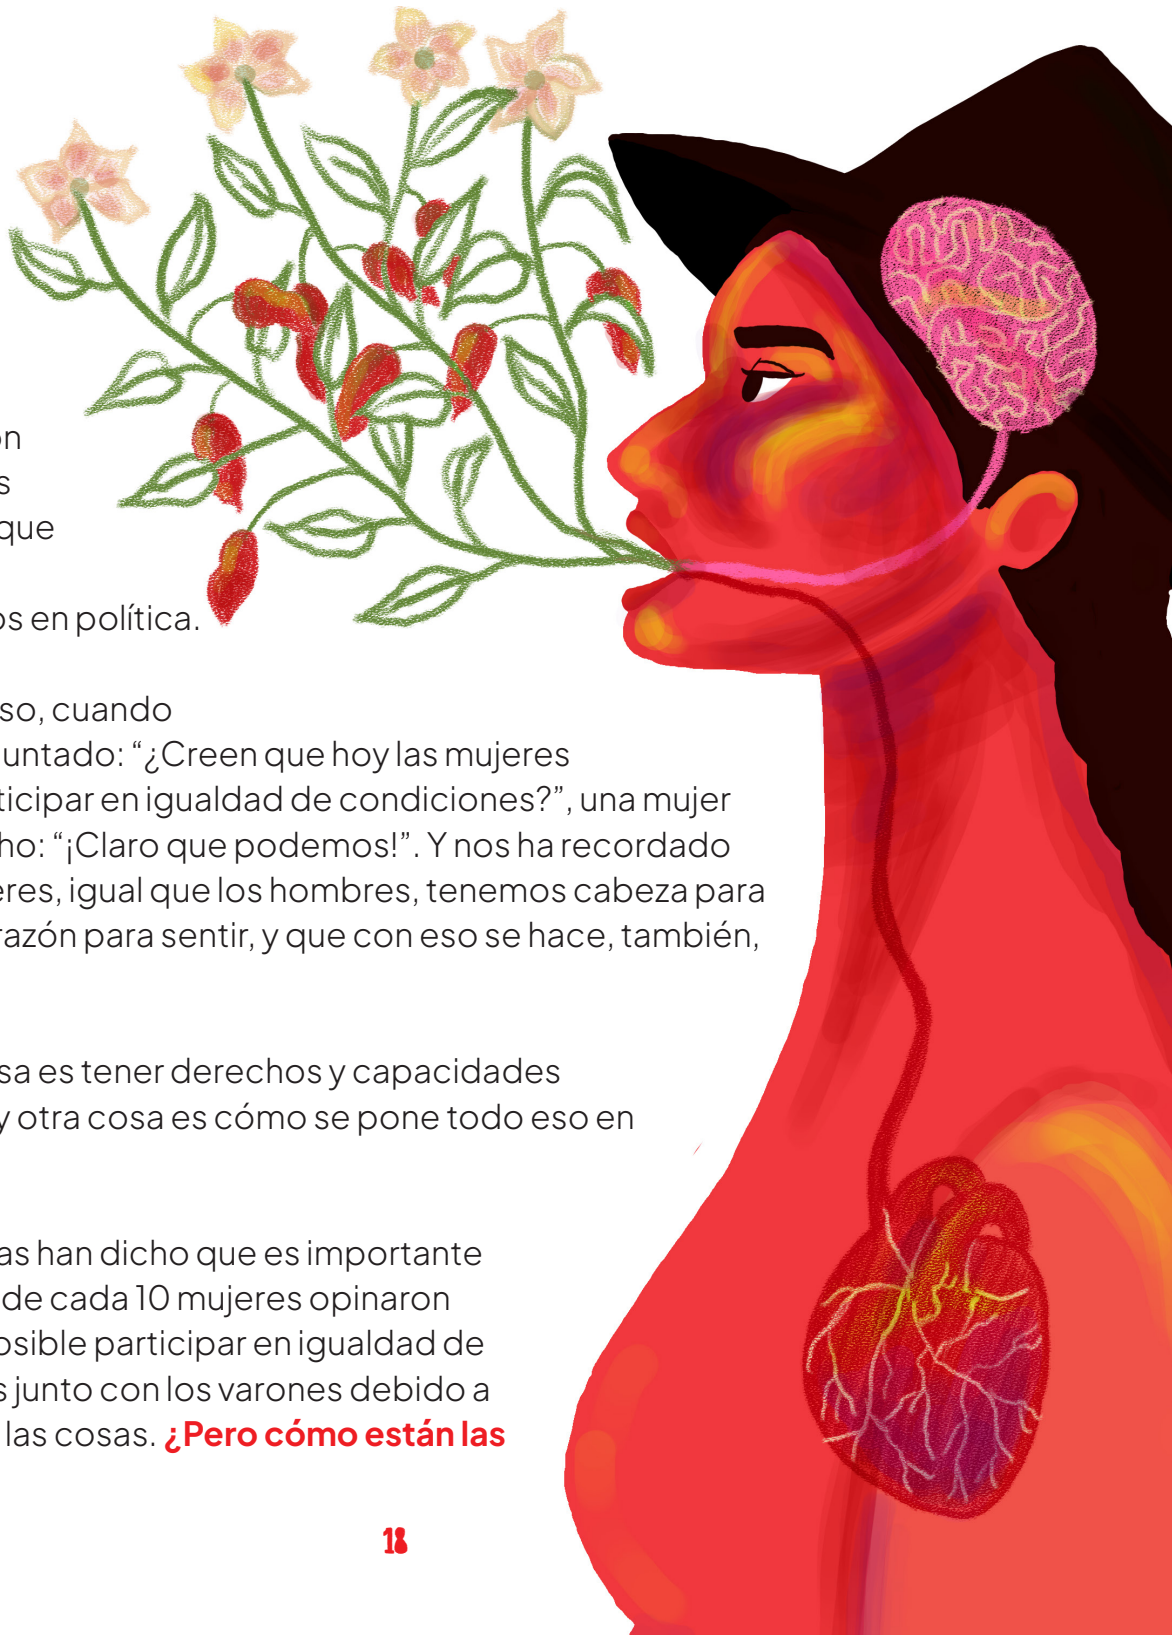 on
s
que
os en política.
so, cuando
untado: “¿Creen que hoy las mujeres
ticipar en igualdad de condiciones?”, una mujer
ho: “¡Claro que podemos!”. Y nos ha recordado
eres, igual que los hombres, tenemos cabeza para
razón para sentir, y que con eso se hace, también,
sa es tener derechos y capacidades
y otra cosa es cómo se pone todo eso en
as han dicho que es importante
de cada 10 mujeres opinaron
osible participar en igualdad de
s junto con los varones debido a
las cosas. ¿Pero cómo están las
18